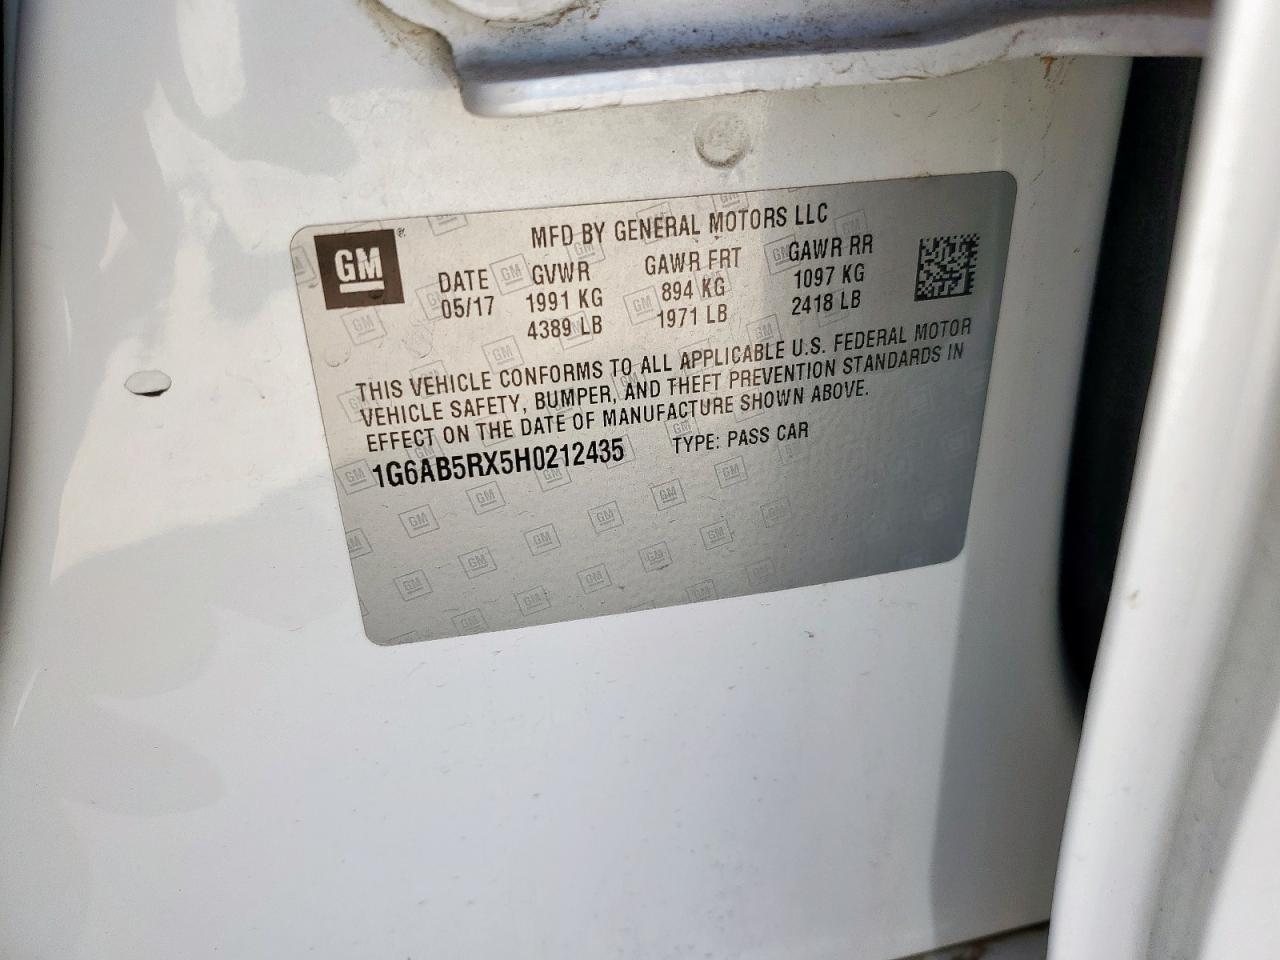 GM
MFD BY GENERAL MOTORS LLC
DATE GVWR GAWR FRT GAWR RR
05/17 1991 KG 894 KG 1097 KG
4389 LB 1971 LB 2418 LB
THIS VEHICLE CONFORMS TO ALL APPLICABLE U.S. FEDERAL MOTOR
VEHICLE SAFETY, BUMPER, AND THEFT PREVENTION STANDARDS IN
EFFECT ON THE DATE OF MANUFACTURE SHOWN ABOVE.
1G6AB5RX5H0212435 TYPE: PASS CAR